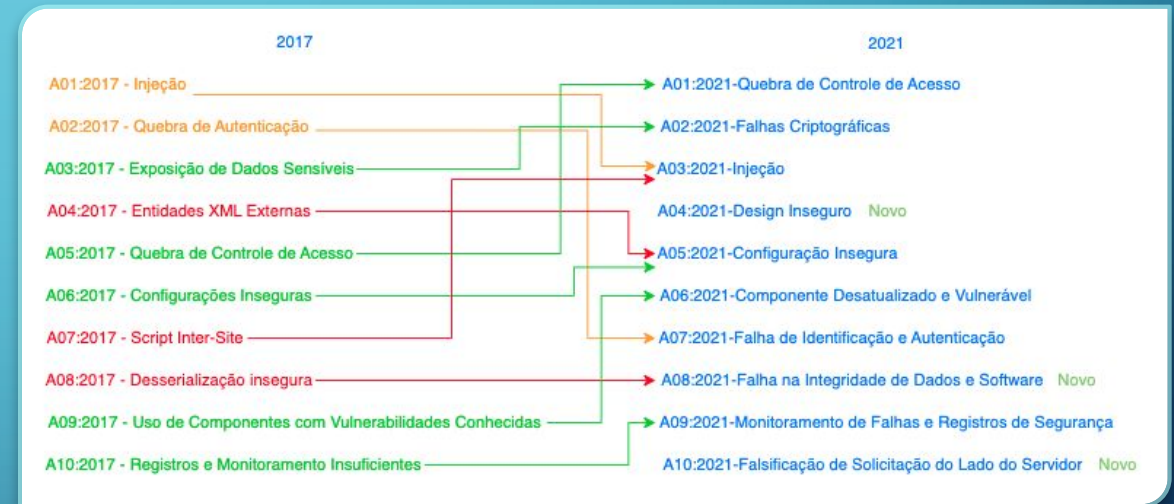 2017
2021
A01:2017 - Injeção
A01:2021-Quebra de Controle de Acesso
A02:2017 - Quebra de Autenticação
A02:2021-Falhas Criptográficas
A03:2017 - Exposição de Dados Sensíveis
A03:2021-Injeção
A04:2017 - Entidades XML Externas
A04:2021-Design Inseguro Novo
A05:2017 - Quebra de Controle de Acesso
A05:2021-Configuração Insegura
A06:2017 - Configurações Inseguras
A06:2021-Componente Desatualizado e Vulnerável
A07:2017 - Script Inter-Site
A07:2021-Falha de Identificação e Autenticação
A08:2017 - Desserialização insegura
A08:2021-Falha na Integridade de Dados e Software Novo
A09:2017 - Uso de Componentes com Vulnerabilidades Conhecidas
A09:2021-Monitoramento de Falhas e Registros de Segurança
A10:2017 - Registros e Monitoramento Insuficientes
A10:2021-Falsificação de Solicitação do Lado do Servidor Novo